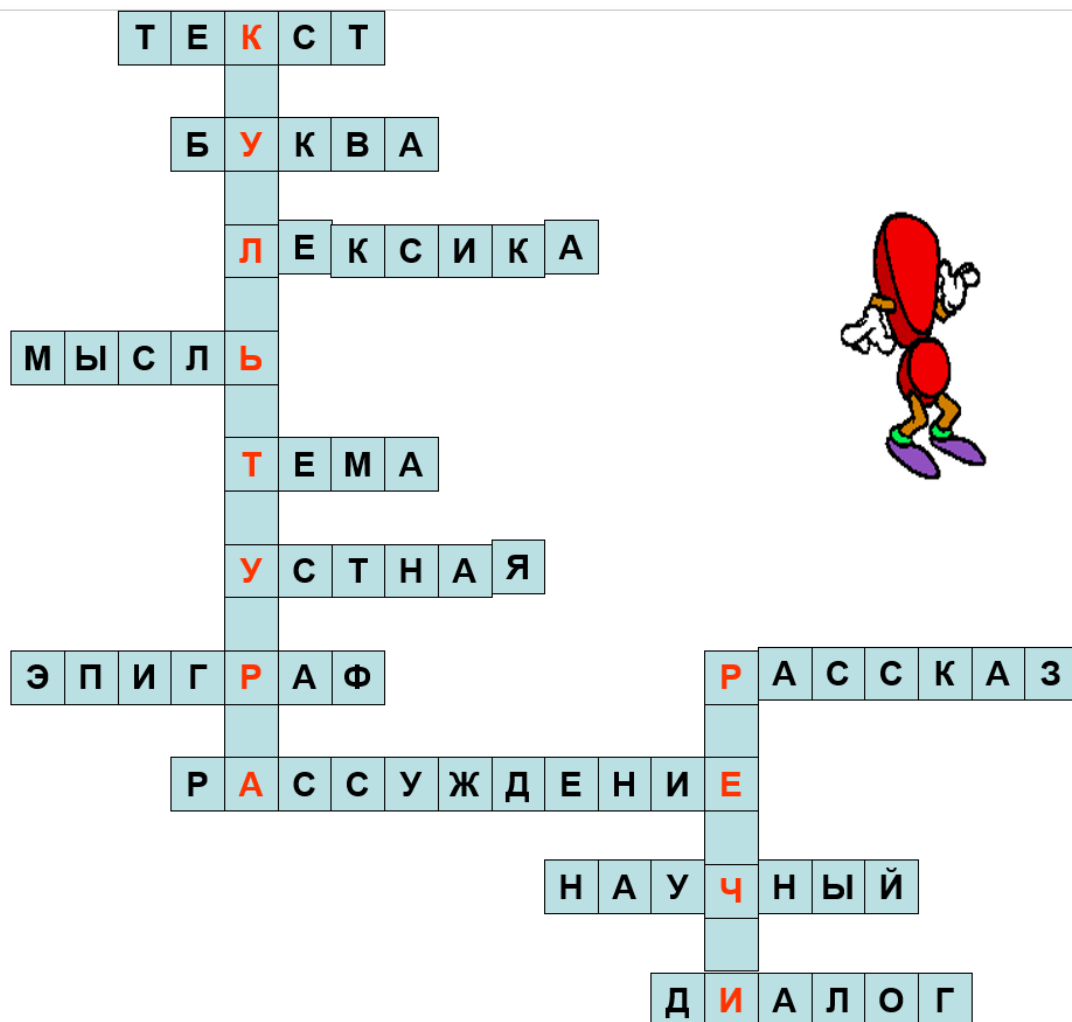 ТЕКСТ
БУКВА
ЛЕКСИКА
МЫСЛЬ
ТЕМА
УСТНАЯ
ЭПИГРАФ
РАССКАЗ
РАССУЖДЕНИЕ
НАУЧНЫЙ
ДИАЛОГ